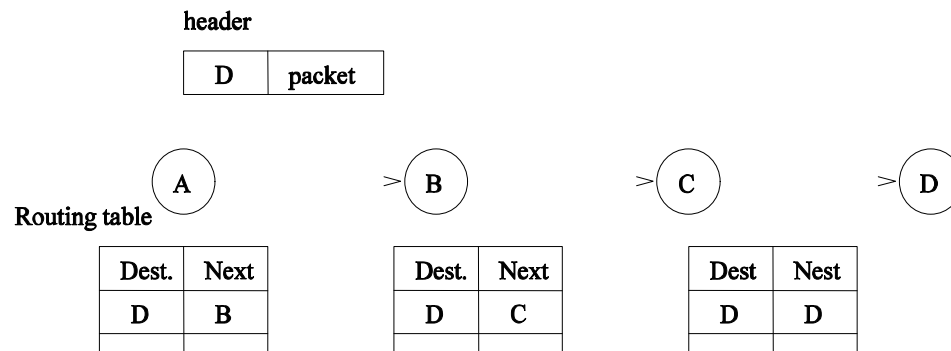 header
D packet
A > B > C > D
Routing table
Dest. Next Dest. Next Dest Nest
D B D C D D